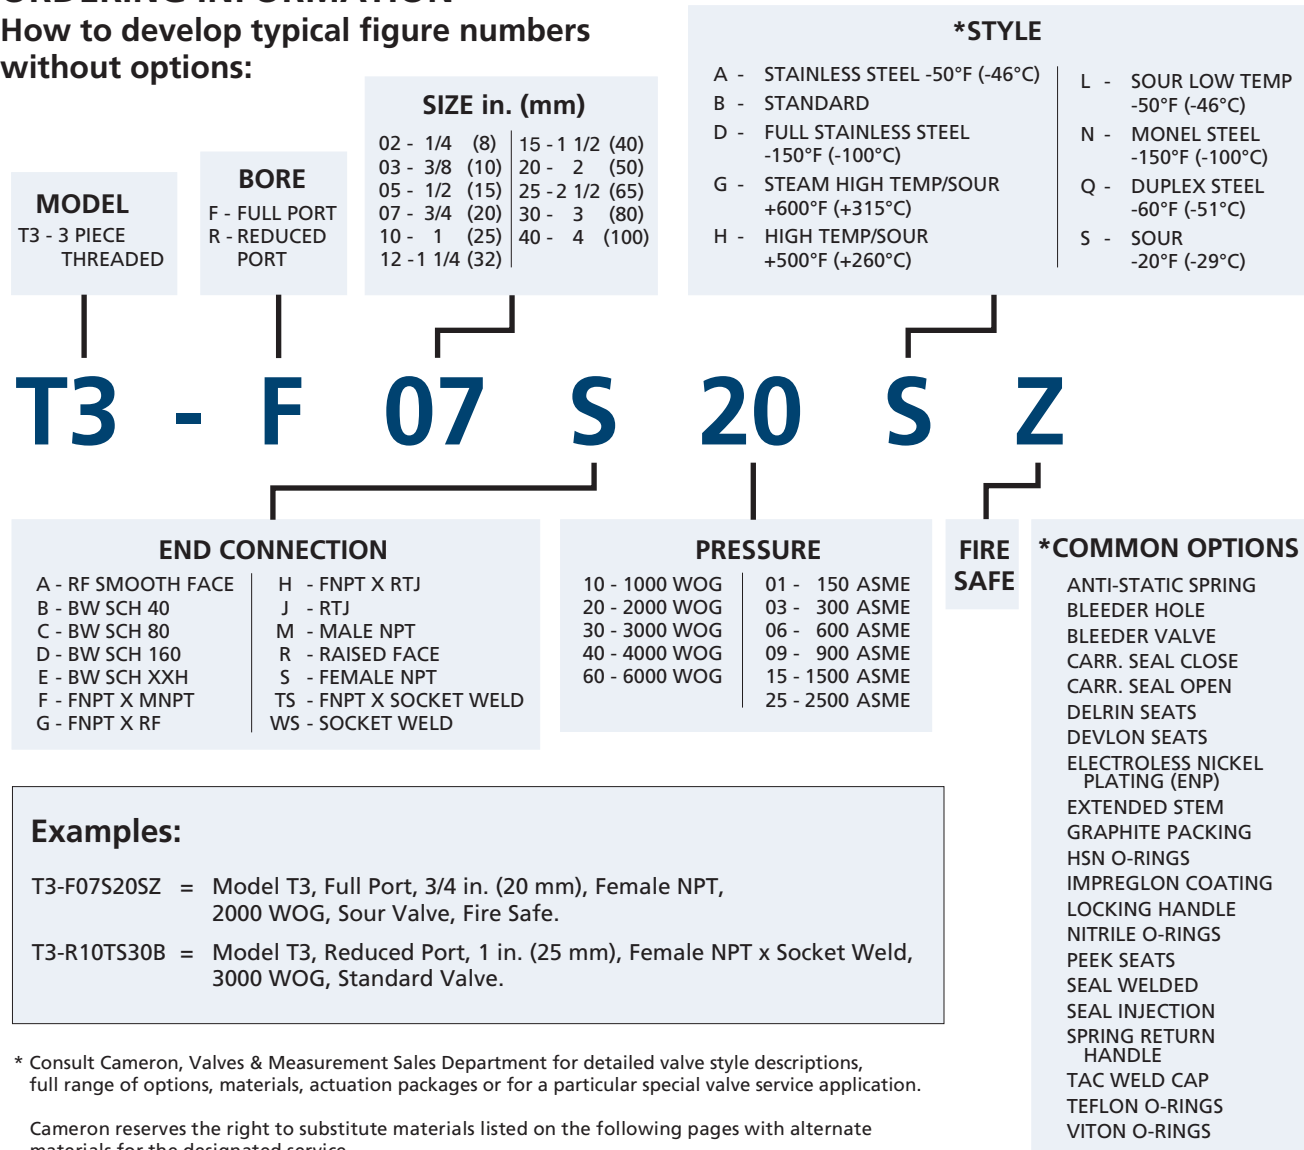 How to develop typical figure numbers
without options:
MODEL
T3 - 3 PIECE
THREADED
BORE
F - FULL PORT
R - REDUCED
PORT
SIZE in. (mm)
02 - 1/4 (8)
03 - 3/8 (10)
05 - 1/2 (15)
07 - 3/4 (20)
10 - 1 (25)
12 -1 1/4 (32)
15 -1 1/2 (40)
20 - 2 (50)
25 -2 1/2 (65)
30 - 3 (80)
40 - 4 (100)
*STYLE
A - STAINLESS STEEL -50°F (-46°C)
B - STANDARD
D - FULL STAINLESS STEEL
-150°F (-100°C)
G - STEAM HIGH TEMP/SOUR
+600°F (+315°C)
H - HIGH TEMP/SOUR
+500°F (+260°C)
L - SOUR LOW TEMP
-50°F (-46°C)
N - MONEL STEEL
-150°F (-100°C)
Q - DUPLEX STEEL
-60°F (-51°C)
S - SOUR
-20°F (-29°C)
T3 - F 07 S 20 S Z
END CONNECTION
A - RF SMOOTH FACE
B - BW SCH 40
C - BW SCH 80
D - BW SCH 160
E - BW SCH XXH
F - FNPT X MNPT
G - FNPT X RF
H - FNPT X RTJ
J - RTJ
M - MALE NPT
R - RAISED FACE
S - FEMALE NPT
TS - FNPT X SOCKET WELD
WS - SOCKET WELD
PRESSURE
10 - 1000 WOG
20 - 2000 WOG
30 - 3000 WOG
40 - 4000 WOG
60 - 6000 WOG
01 - 150 ASME
03 - 300 ASME
06 - 600 ASME
09 - 900 ASME
15 - 1500 ASME
25 - 2500 ASME
FIRE
SAFE
*COMMON OPTIONS
ANTI-STATIC SPRING
BLEEDER HOLE
BLEEDER VALVE
CARR. SEAL CLOSE
CARR. SEAL OPEN
DELRIN SEATS
DEVLON SEATS
ELECTROLESS NICKEL
PLATING (ENP)
EXTENDED STEM
GRAPHITE PACKING
HSN O-RINGS
IMPREGLON COATING
LOCKING HANDLE
NITRILE O-RINGS
PEEK SEATS
SEAL WELDED
SEAL INJECTION
SPRING RETURN
HANDLE
TAC WELD CAP
TEFLON O-RINGS
VITON O-RINGS
Examples:
T3-F07S20SZ = Model T3, Full Port, 3/4 in. (20 mm), Female NPT,
2000 WOG, Sour Valve, Fire Safe.
T3-R10TS30B = Model T3, Reduced Port, 1 in. (25 mm), Female NPT x Socket Weld,
3000 WOG, Standard Valve.
* Consult Cameron, Valves & Measurement Sales Department for detailed valve style descriptions,
full range of options, materials, actuation packages or for a particular special valve service application.
Cameron reserves the right to substitute materials listed on the following pages with alternate